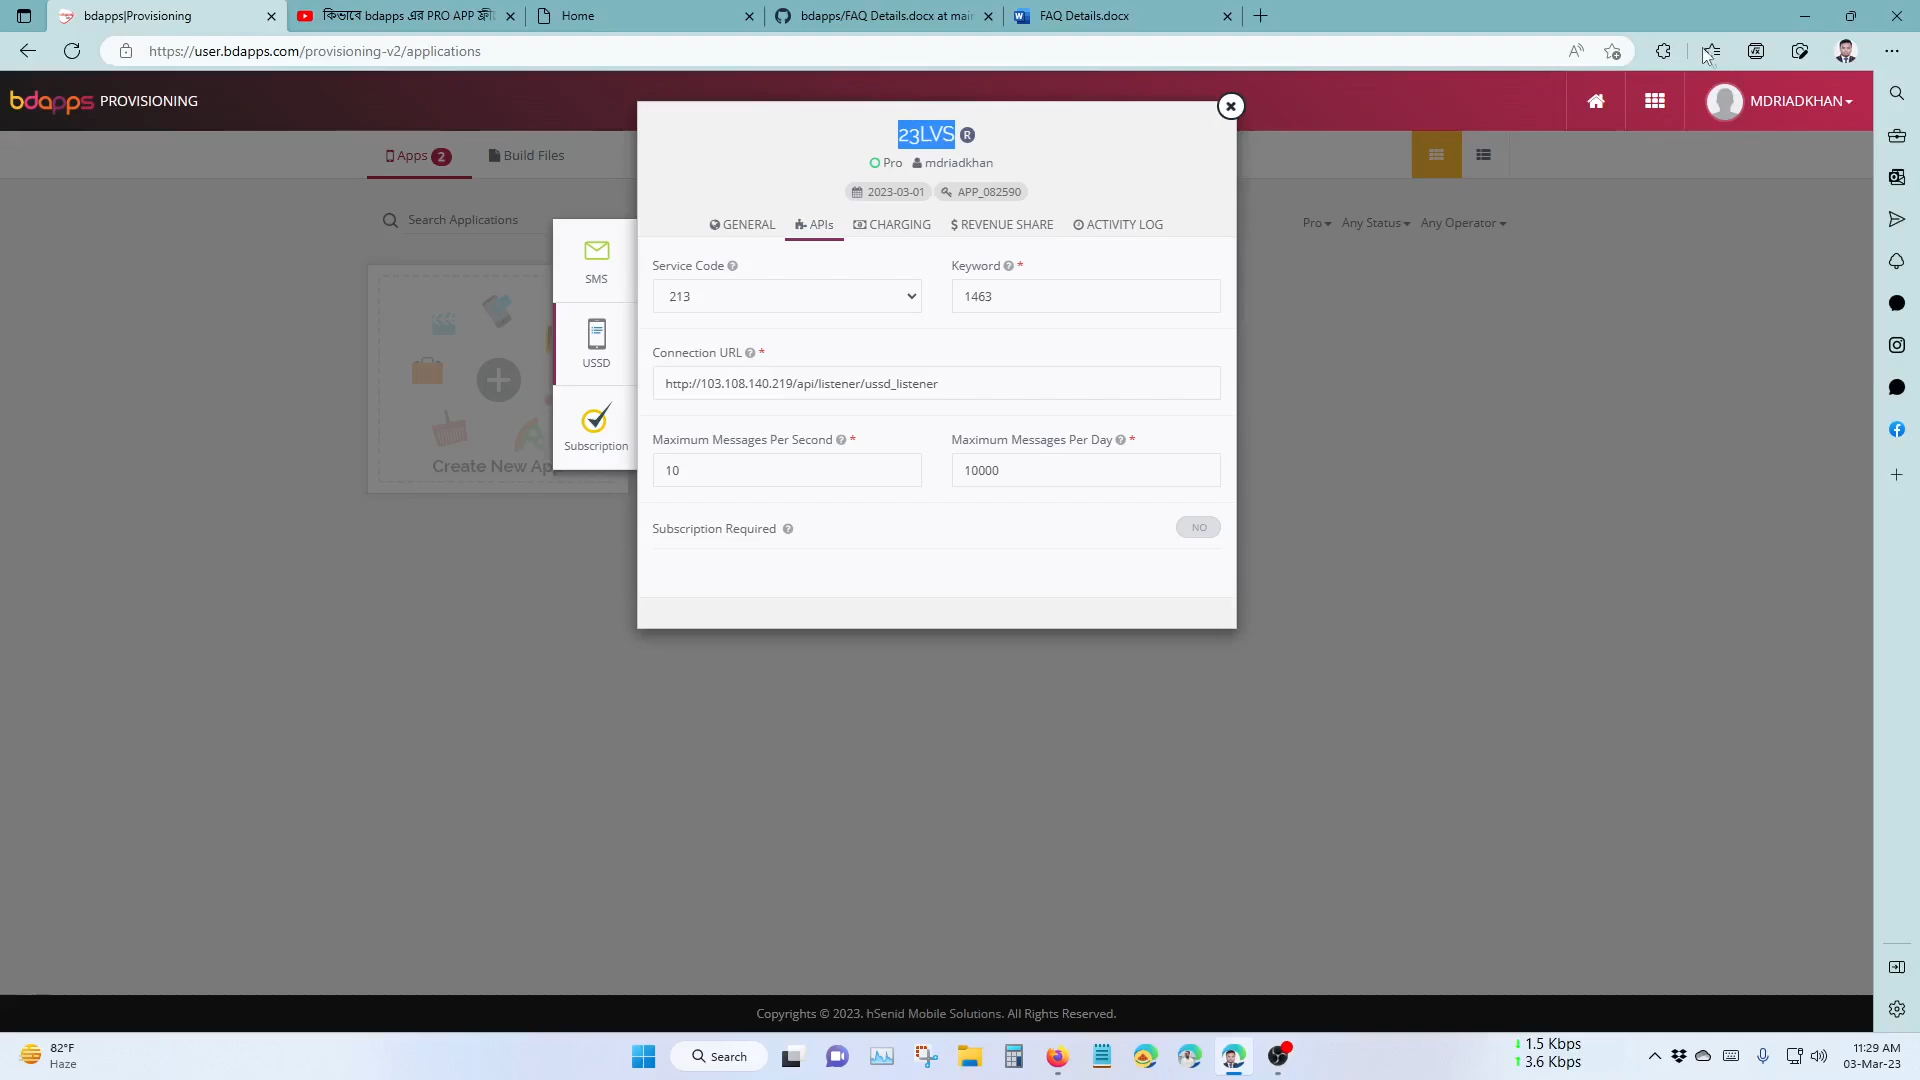 bdapps|Provisioning
কিভাবে bdapps এর PRO APP ফ্রী
Home
bdapps/FAQ Details.docx at mai
FAQ Details.docx
https://user.bdapps.com/provisioning-v2/applications
bdapps PROVISIONING
MDRIADKHAN
Apps 2
Build Files
Search Applications
Pro
Any Status
Any Operator
Create New Ap
SMS
USSD
Subscription
23LVS R
Pro mdriadkhan
2023-03-01 APP_082590
GENERAL APIs CHARGING $ REVENUE SHARE ACTIVITY LOG
Service Code ? Keyword ? *
213 1463
Connection URL ? *
http://103.108.140.219/api/listener/ussd_listener
Maximum Messages Per Second ? * Maximum Messages Per Day ? *
10 10000
Subscription Required ? NO
Copyrights © 2023. hSenid Mobile Solutions. All Rights Reserved.
82°F
Haze
Search
1.5 Kbps
3.6 Kbps
11:29 AM
03-Mar-23